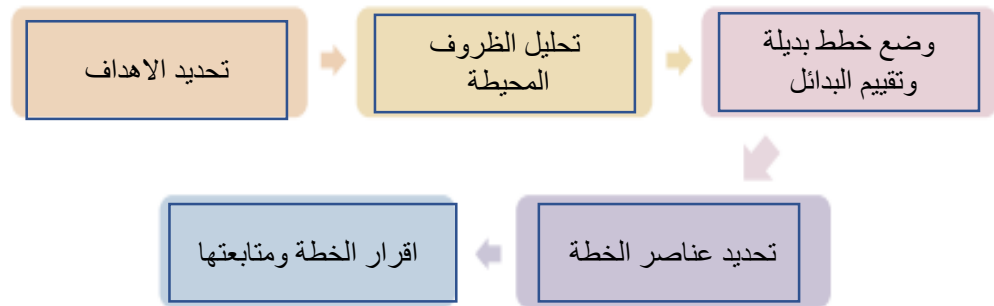 تحديد الاهداف
تحليل الظروف
المحيطة
وضع خطط بديلة
وتقييم البدائل
تحديد عناصر الخطة
اقرار الخطة ومتابعتها